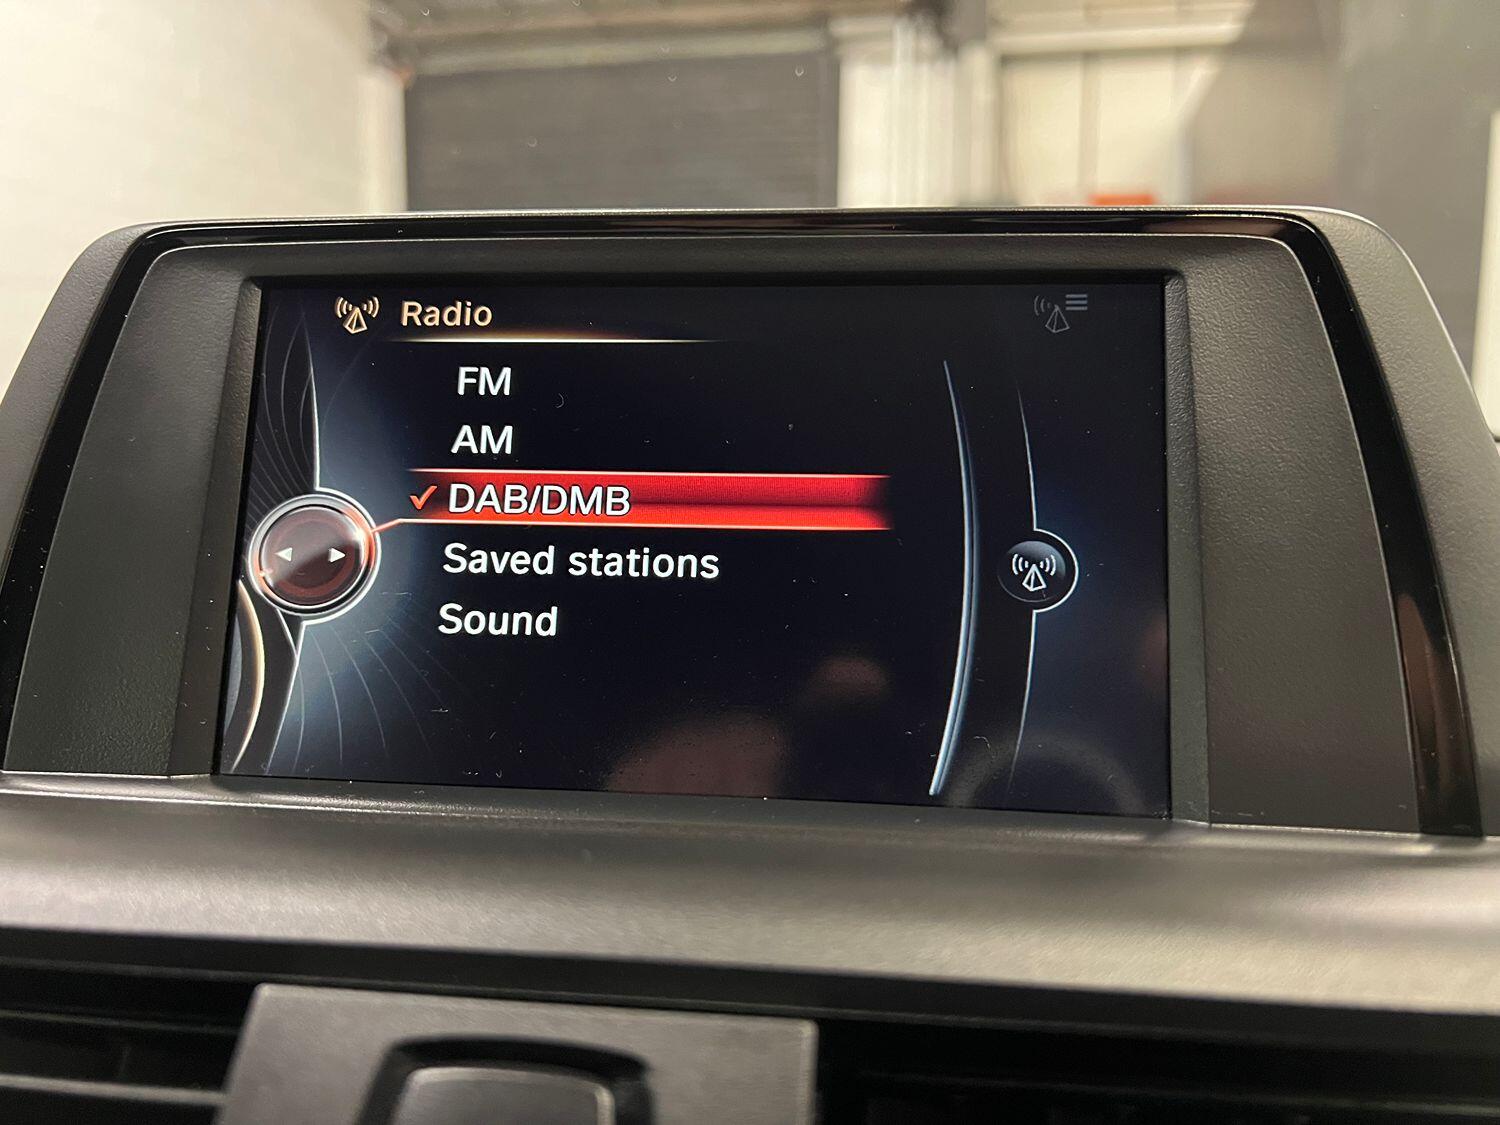 Radio
FM
AM
DAB/DMB
Saved stations
Sound